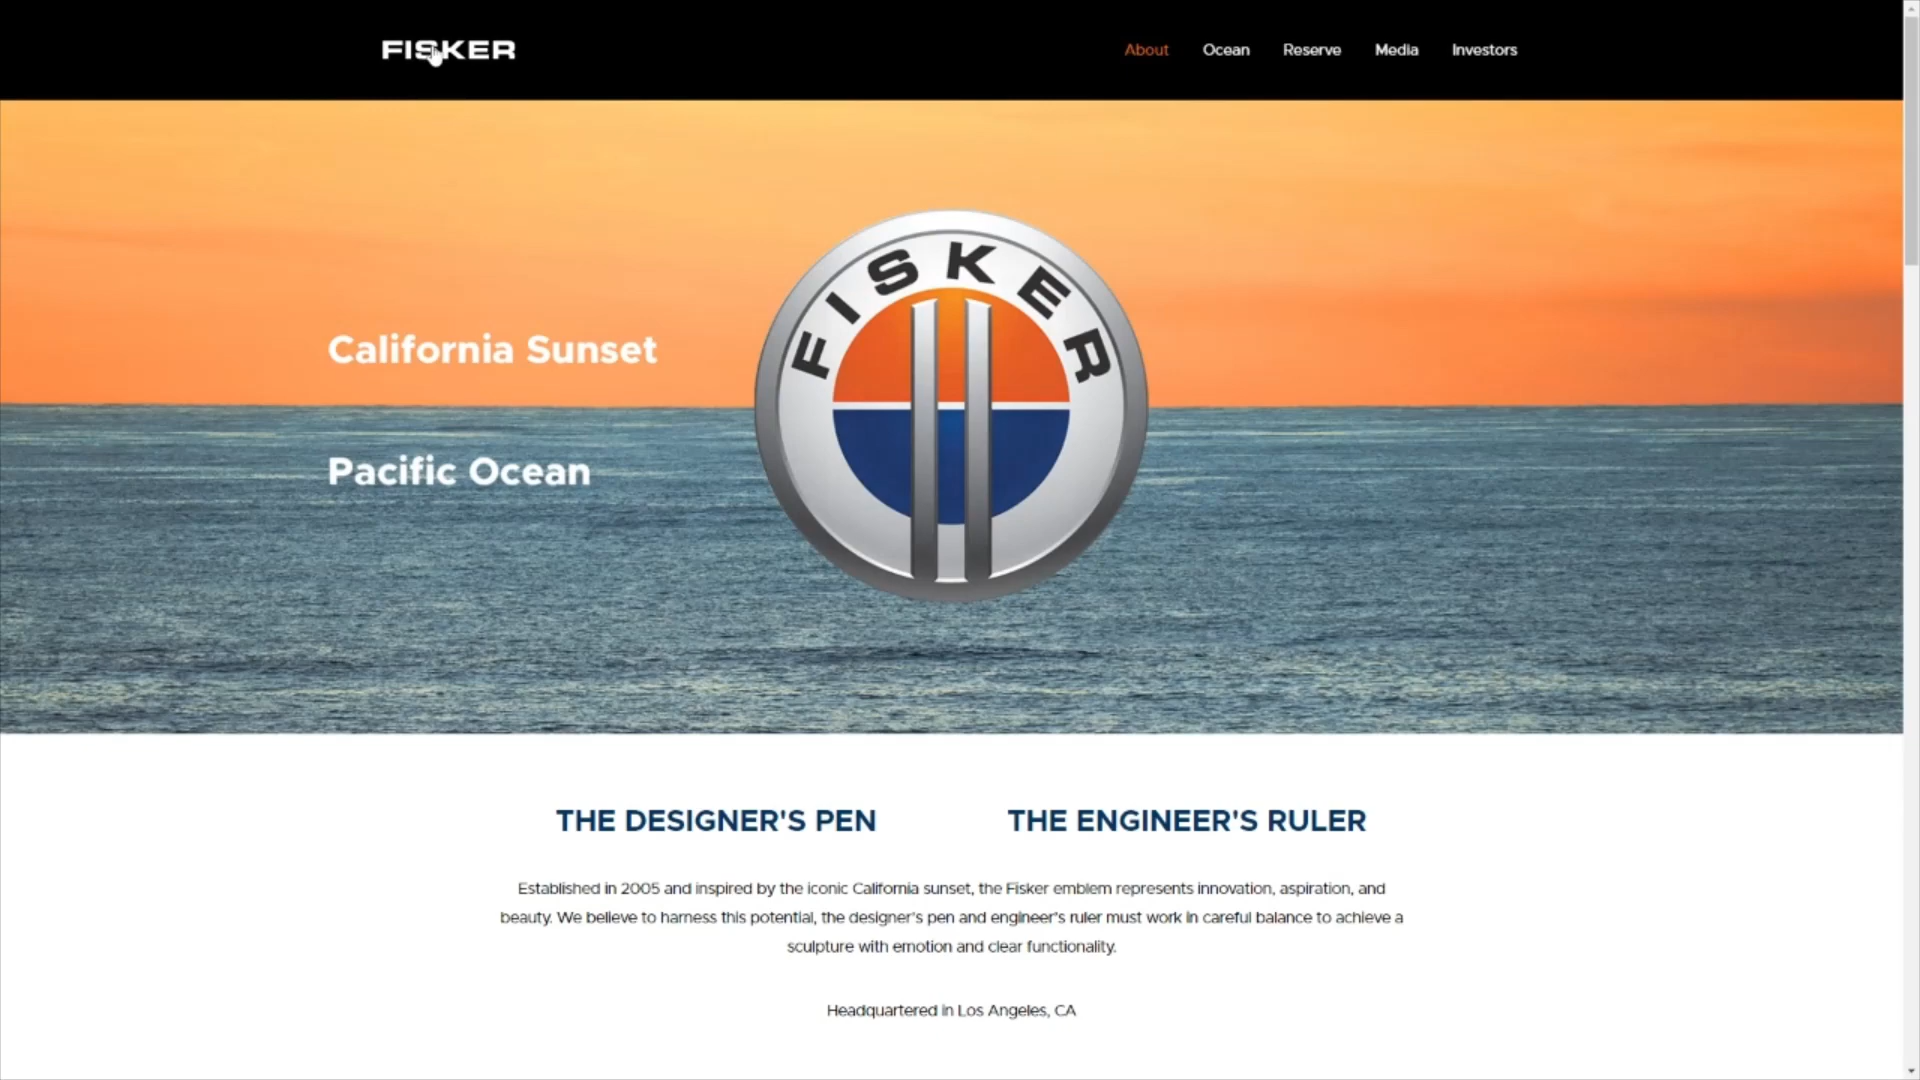 FISKER
About Ocean Reserve Media Investors
FISKER
California Sunset
Pacific Ocean
THE DESIGNER'S PEN
THE ENGINEER'S RULER
Established in 2005 and inspired by the iconic California sunset, the Fisker emblem represents innovation, aspiration, and
beauty. We believe to harness this potential, the designer's pen and engineer's ruler must work in careful balance to achieve a
sculpture with emotion and clear functionality.
Headquartered in Los Angeles, CA